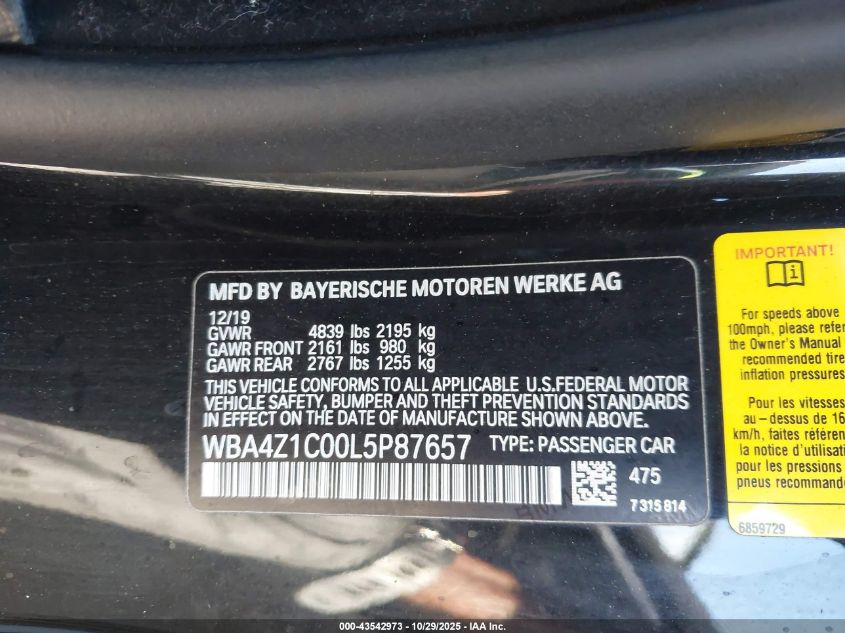 MFD BY BAYERISCHE MOTOREN WERKE AG
12/19
GVWR 4839 lbs 2195 kg
GAWR FRONT 2161 lbs 980 kg
GAWR REAR 2767 lbs 1255 kg
THIS VEHICLE CONFORMS TO ALL APPLICABLE U.S.FEDERAL MOTOR
VEHICLE SAFETY, BUMPER AND THEFT PREVENTION STANDARDS
IN EFFECT ON THE DATE OF MANUFACTURE SHOWN ABOVE.
WBA4Z1C00L5P87657 TYPE: PASSENGER CAR
475
7315814
IMPORTANT!
For speeds above
100mph, please refer
the Owner's Manual
recommended tire
inflation pressures
Pour les vitesses
au-dessus de 16
km/h, faites référen
la notice d'utilisati
pour les pressions
de pneus
6859729
000-43542973 - 10/29/2025 - IAA Inc.